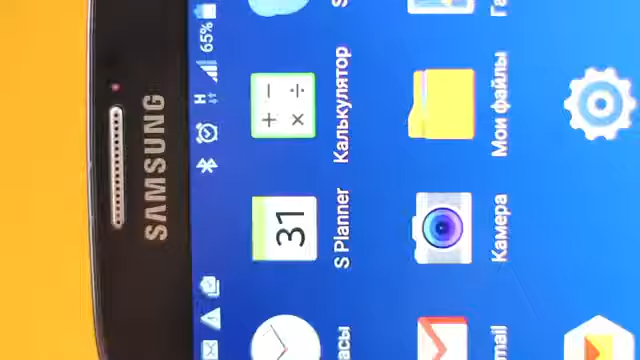 SAMSUNG
H 65%
31
S Planner
Калькулятор
Камера
Мои файлы